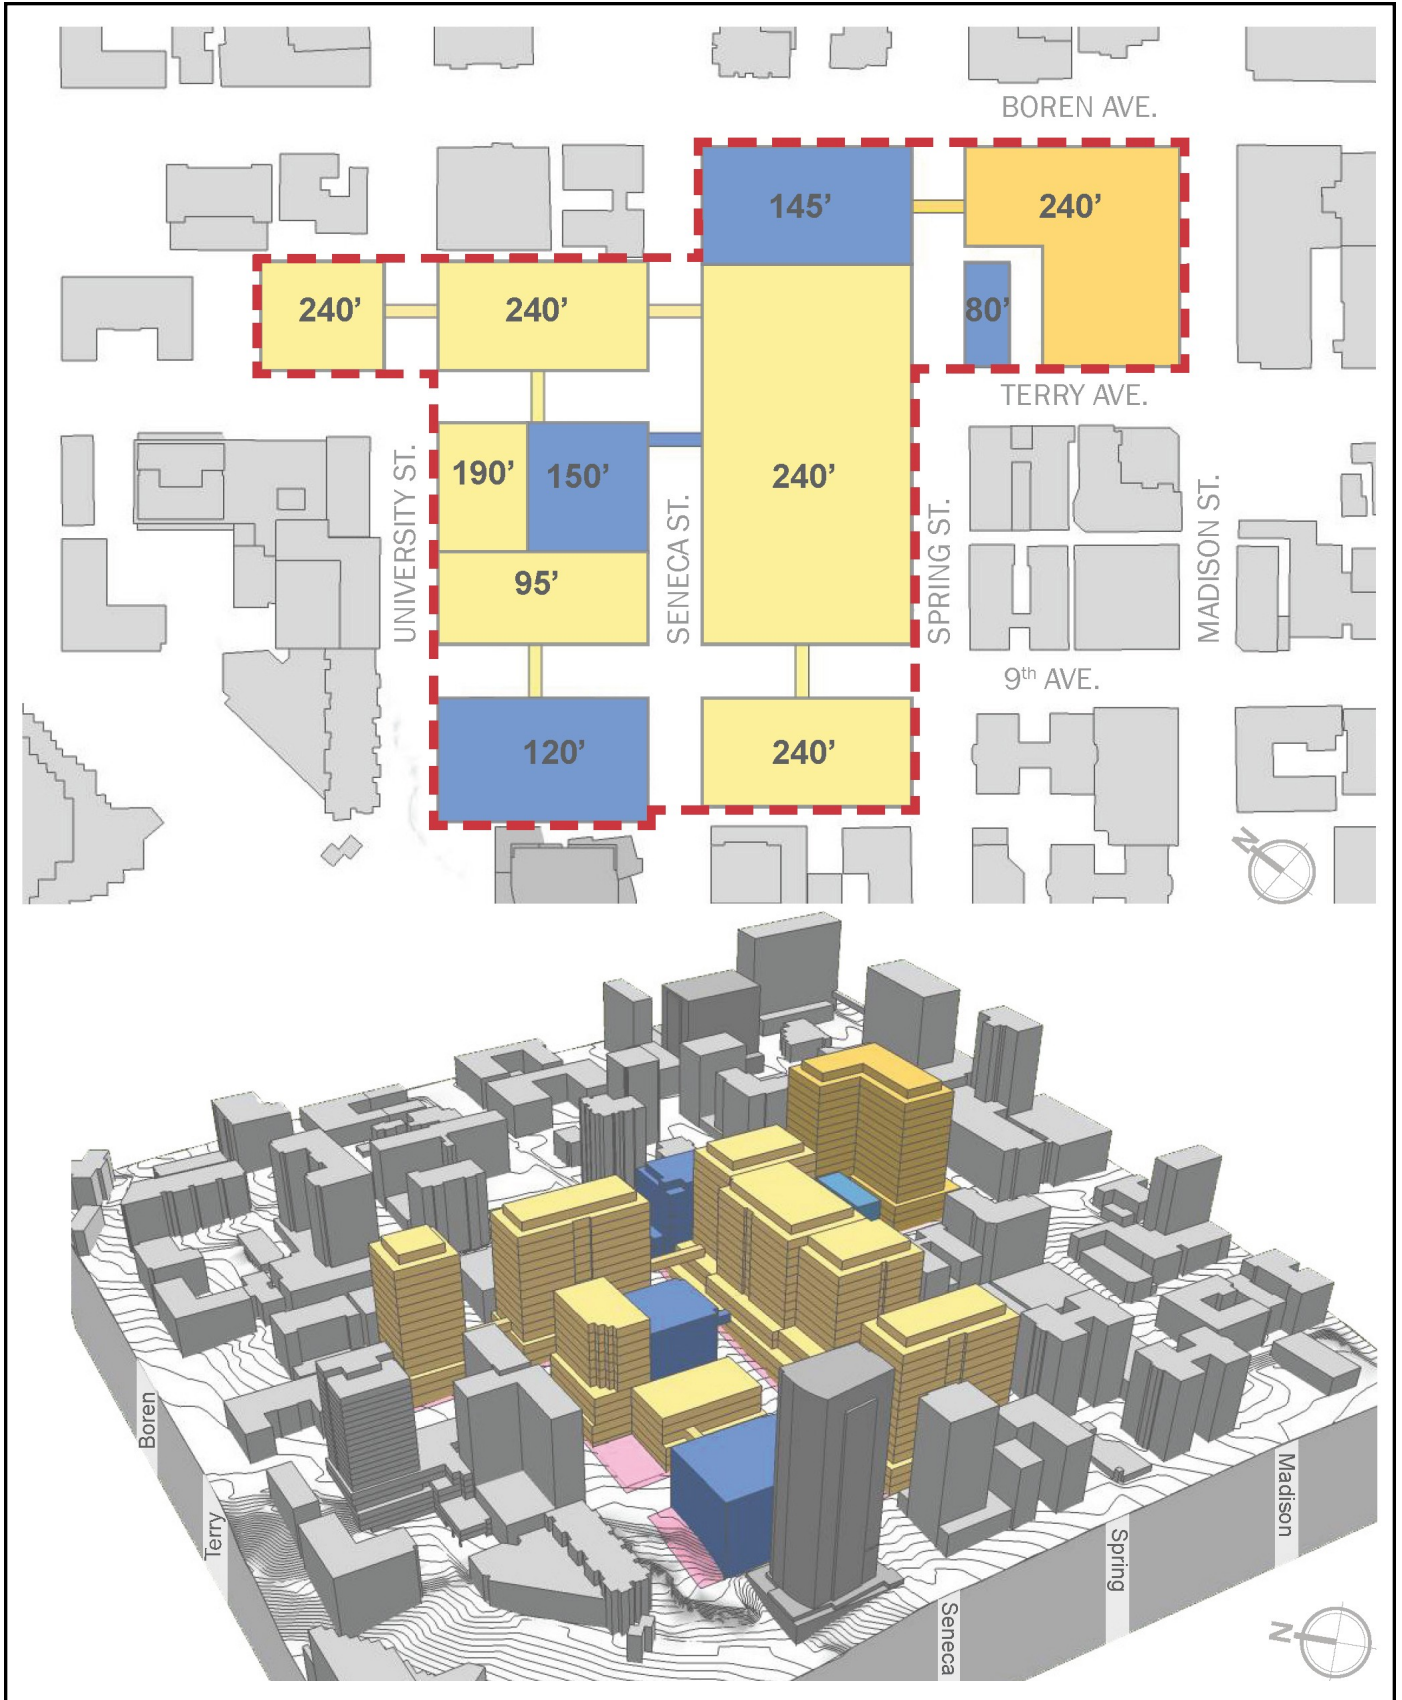 BOREN AVE.
145’
240’
240’
240’
80’
TERRY AVE.
190’
150’
240’
UNIVERSITY ST.
SENECA ST.
SPRING ST.
MADISON ST.
95’
9th AVE.
120’
240’
N
Boren
Terry
Madison
Spring
Seneca
N